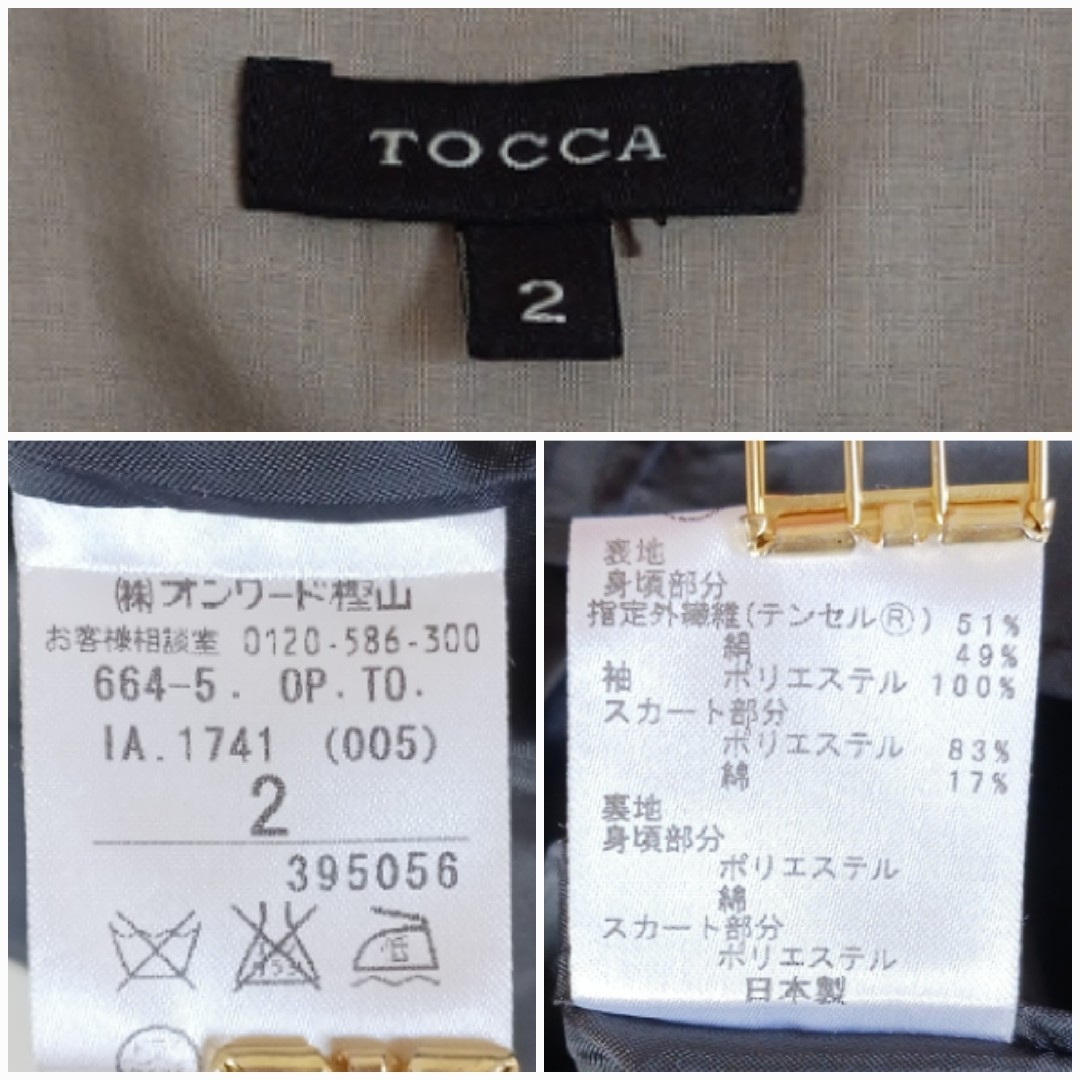 TOCCA
2
㈱オンワード樫山
お客様相談室 0120-586-300
664-5. OP.TO.
IA.1741 (005)
2
395056
低
表地
身頃部分
指定外繊維(テンセル®) 51%
絹 49%
袖 ポリエステル 100%
スカート部分
ポリエステル 83%
綿 17%
裏地
身頃部分
ポリエステル
綿
スカート部分
ポリエステル
日本製